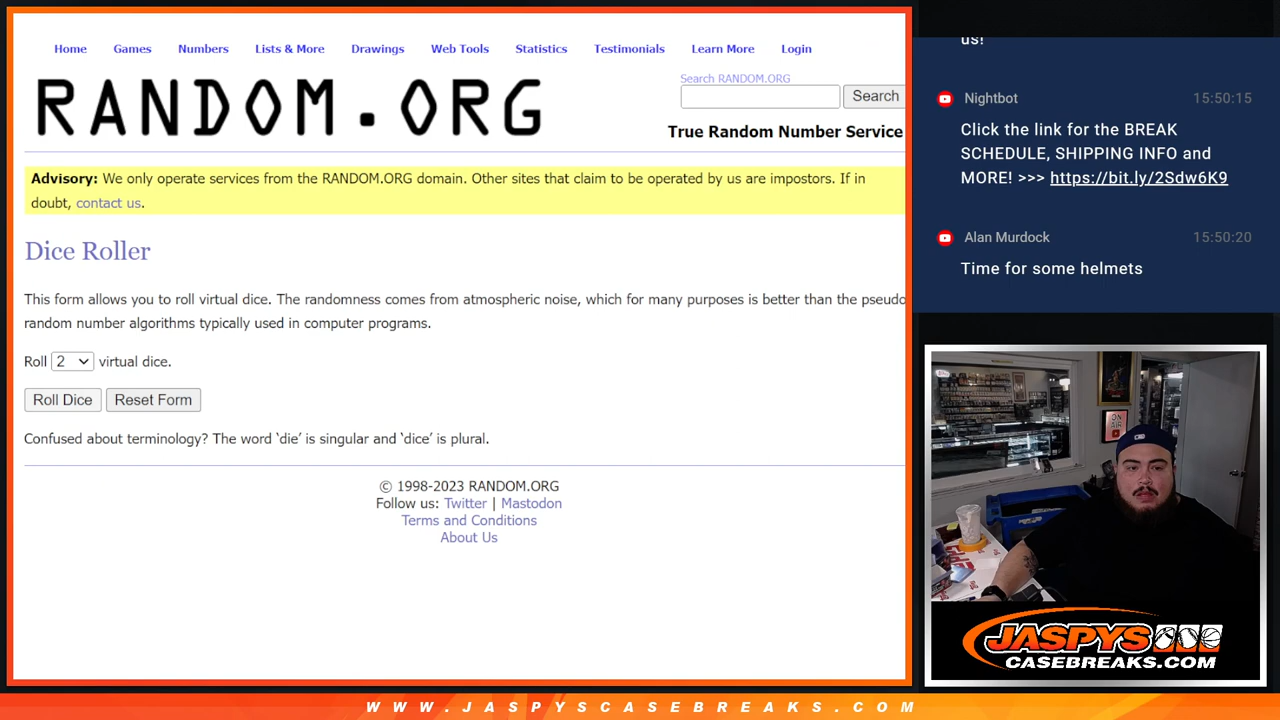 Home Games Numbers Lists & More Drawings Web Tools Statistics Testimonials Learn More Login
RANDOM.ORG
Search RANDOM.ORG
Search
True Random Number Service
Advisory: We only operate services from the RANDOM.ORG domain. Other sites that claim to be operated by us are impostors. If in
doubt, contact us.
Dice Roller
This form allows you to roll virtual dice. The randomness comes from atmospheric noise, which for many purposes is better than the pseudo
random number algorithms typically used in computer programs.
Roll 2 virtual dice.
Roll Dice Reset Form
Confused about terminology? The word ‘die’ is singular and ‘dice’ is plural.
© 1998-2023 RANDOM.ORG
Follow us: Twitter | Mastodon
Terms and Conditions
About Us
us!
Nightbot 15:50:15
Click the link for the BREAK
SCHEDULE, SHIPPING INFO and
MORE! >>> https://bit.ly/2Sdw6K9
Alan Murdock 15:50:20
Time for some helmets
ON
AIR
JASPYS
CASEBREAKS.COM
WWW.JASPYSCASEBREAKS.COM